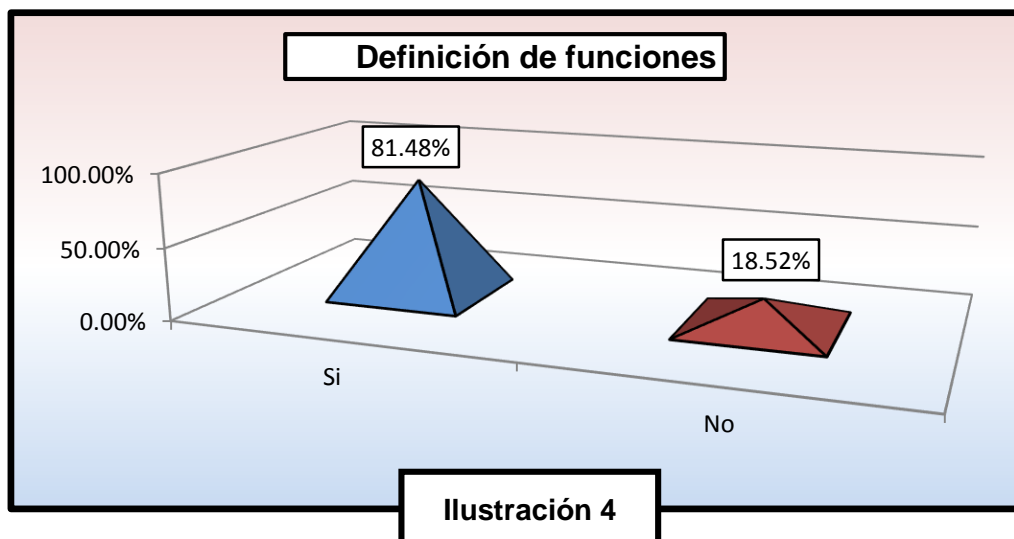 Definición de funciones
81.48%
100.00%
50.00%
18.52%
0.00%
Si
No
Ilustración 4